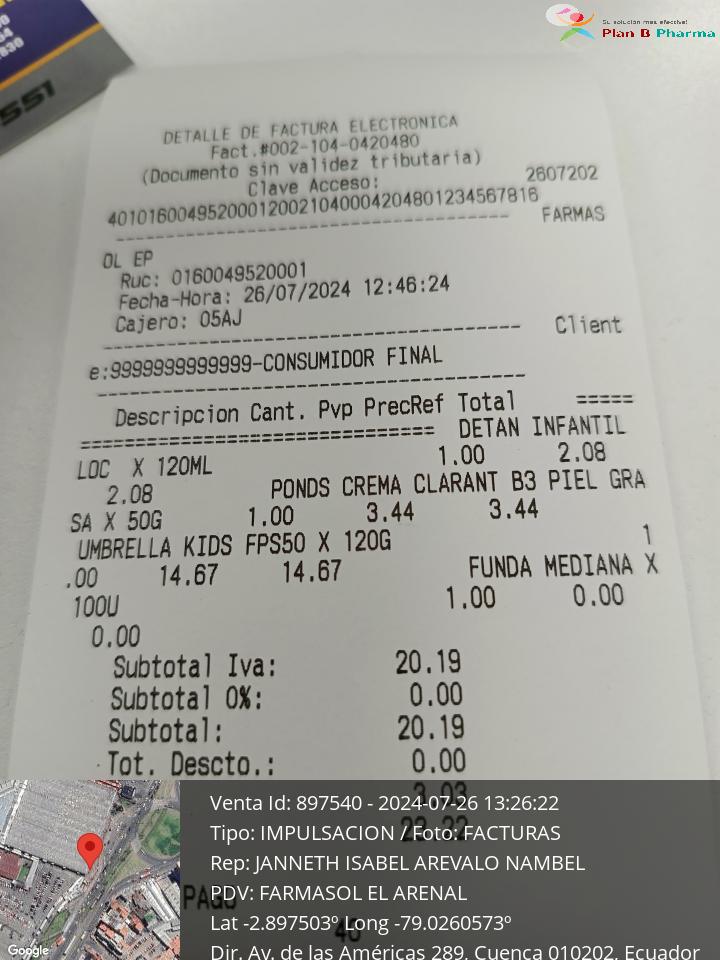 Su solución más efectiva!
Plan B Pharma
551
DETALLE DE FACTURA ELECTRONICA
Fact.#002-104-0420480
(Documento sin validez tributaria)
Clave Acceso: 2607202
401016004952000120021040004204801234567816
FARMAS
OL EP
Ruc: 0160049520001
Fecha-Hora: 26/07/2024 12:46:24
Cajero: 05AJ
Client
e:9999999999999-CONSUMIDOR FINAL
Descripcion Cant. Pvp PrecRef Total =====
================================= DETAN INFANTIL
LOC X 120ML 1.00 2.08
2.08 PONDS CREMA CLARANT B3 PIEL GRA
SA X 50G 1.00 3.44 3.44
UMBRELLA KIDS FPS50 X 120G 1
.00 14.67 14.67 FUNDA MEDIANA X
100U 1.00 0.00
0.00
Subtotal Iva: 20.19
Subtotal 0%: 0.00
Subtotal: 20.19
Tot. Descto.: 0.00
3.03
PAGO
Venta Id: 897540 - 2024-07-26 13:26:22
Tipo: IMPULSACION / Foto: FACTURAS
Rep: JANNETH ISABEL AREVALO NAMBEL
PDV: FARMASOL EL ARENAL
Lat -2.897503º Long -79.0260573º
Dir. Av. de las Américas 289, Cuenca 010202, Ecuador
Google